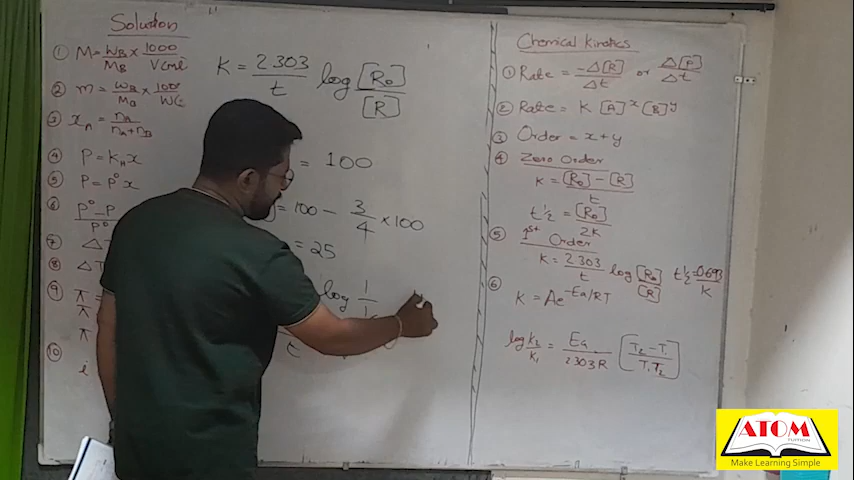 Solution
① M = W_B/M_B × 1000/V(ml)
② m = W_B/M_B × 1000/W
③ x_A = n_A/(n_A + n_B)
④ P = K_H x
⑤ P = P° x
⑥ P° - P/P°
⑦ Δ
⑧ Δ
⑨ π
π
⑩
i
K = 2.303/t log [R₀]/[R]
= 100
= 100 - 3/4 × 100
= 25
log 1/
t
Chemical Kinetics
① Rate = -Δ[R]/Δt or Δ[P]/Δt
② Rate = K [A]^x [B]^y
③ Order = x + y
④ Zero Order
K = [R₀] - [R]/t
t½ = [R₀]/2K
⑤ 1st Order
K = 2.303/t log [R₀]/[R] t½ = 0.693/K
⑥ K = Ae^-Ea/RT
log K₂/K₁ = Ea/2.303R [T₂ - T₁/T₁T₂]
ATOM
TUITION
Make Learning Simple